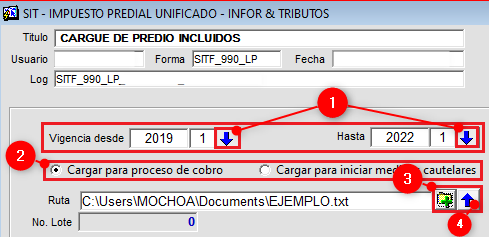 SIT - IMPUESTO PREDIAL UNIFICADO - INFOR & TRIBUTOS
Titulo CARGUE DE PREDIO INCLUIDOS
Usuario Forma SITF_990_LP Fecha
Log SITF_990_LP_
1
Vigencia desde 2019 1 Hasta 2022 1
2
Cargar para proceso de cobro Cargar para iniciar cautelares
3
Ruta C:\Users\MOCHOA\Documents\EJEMPLO.txt
4
No. Lote 0